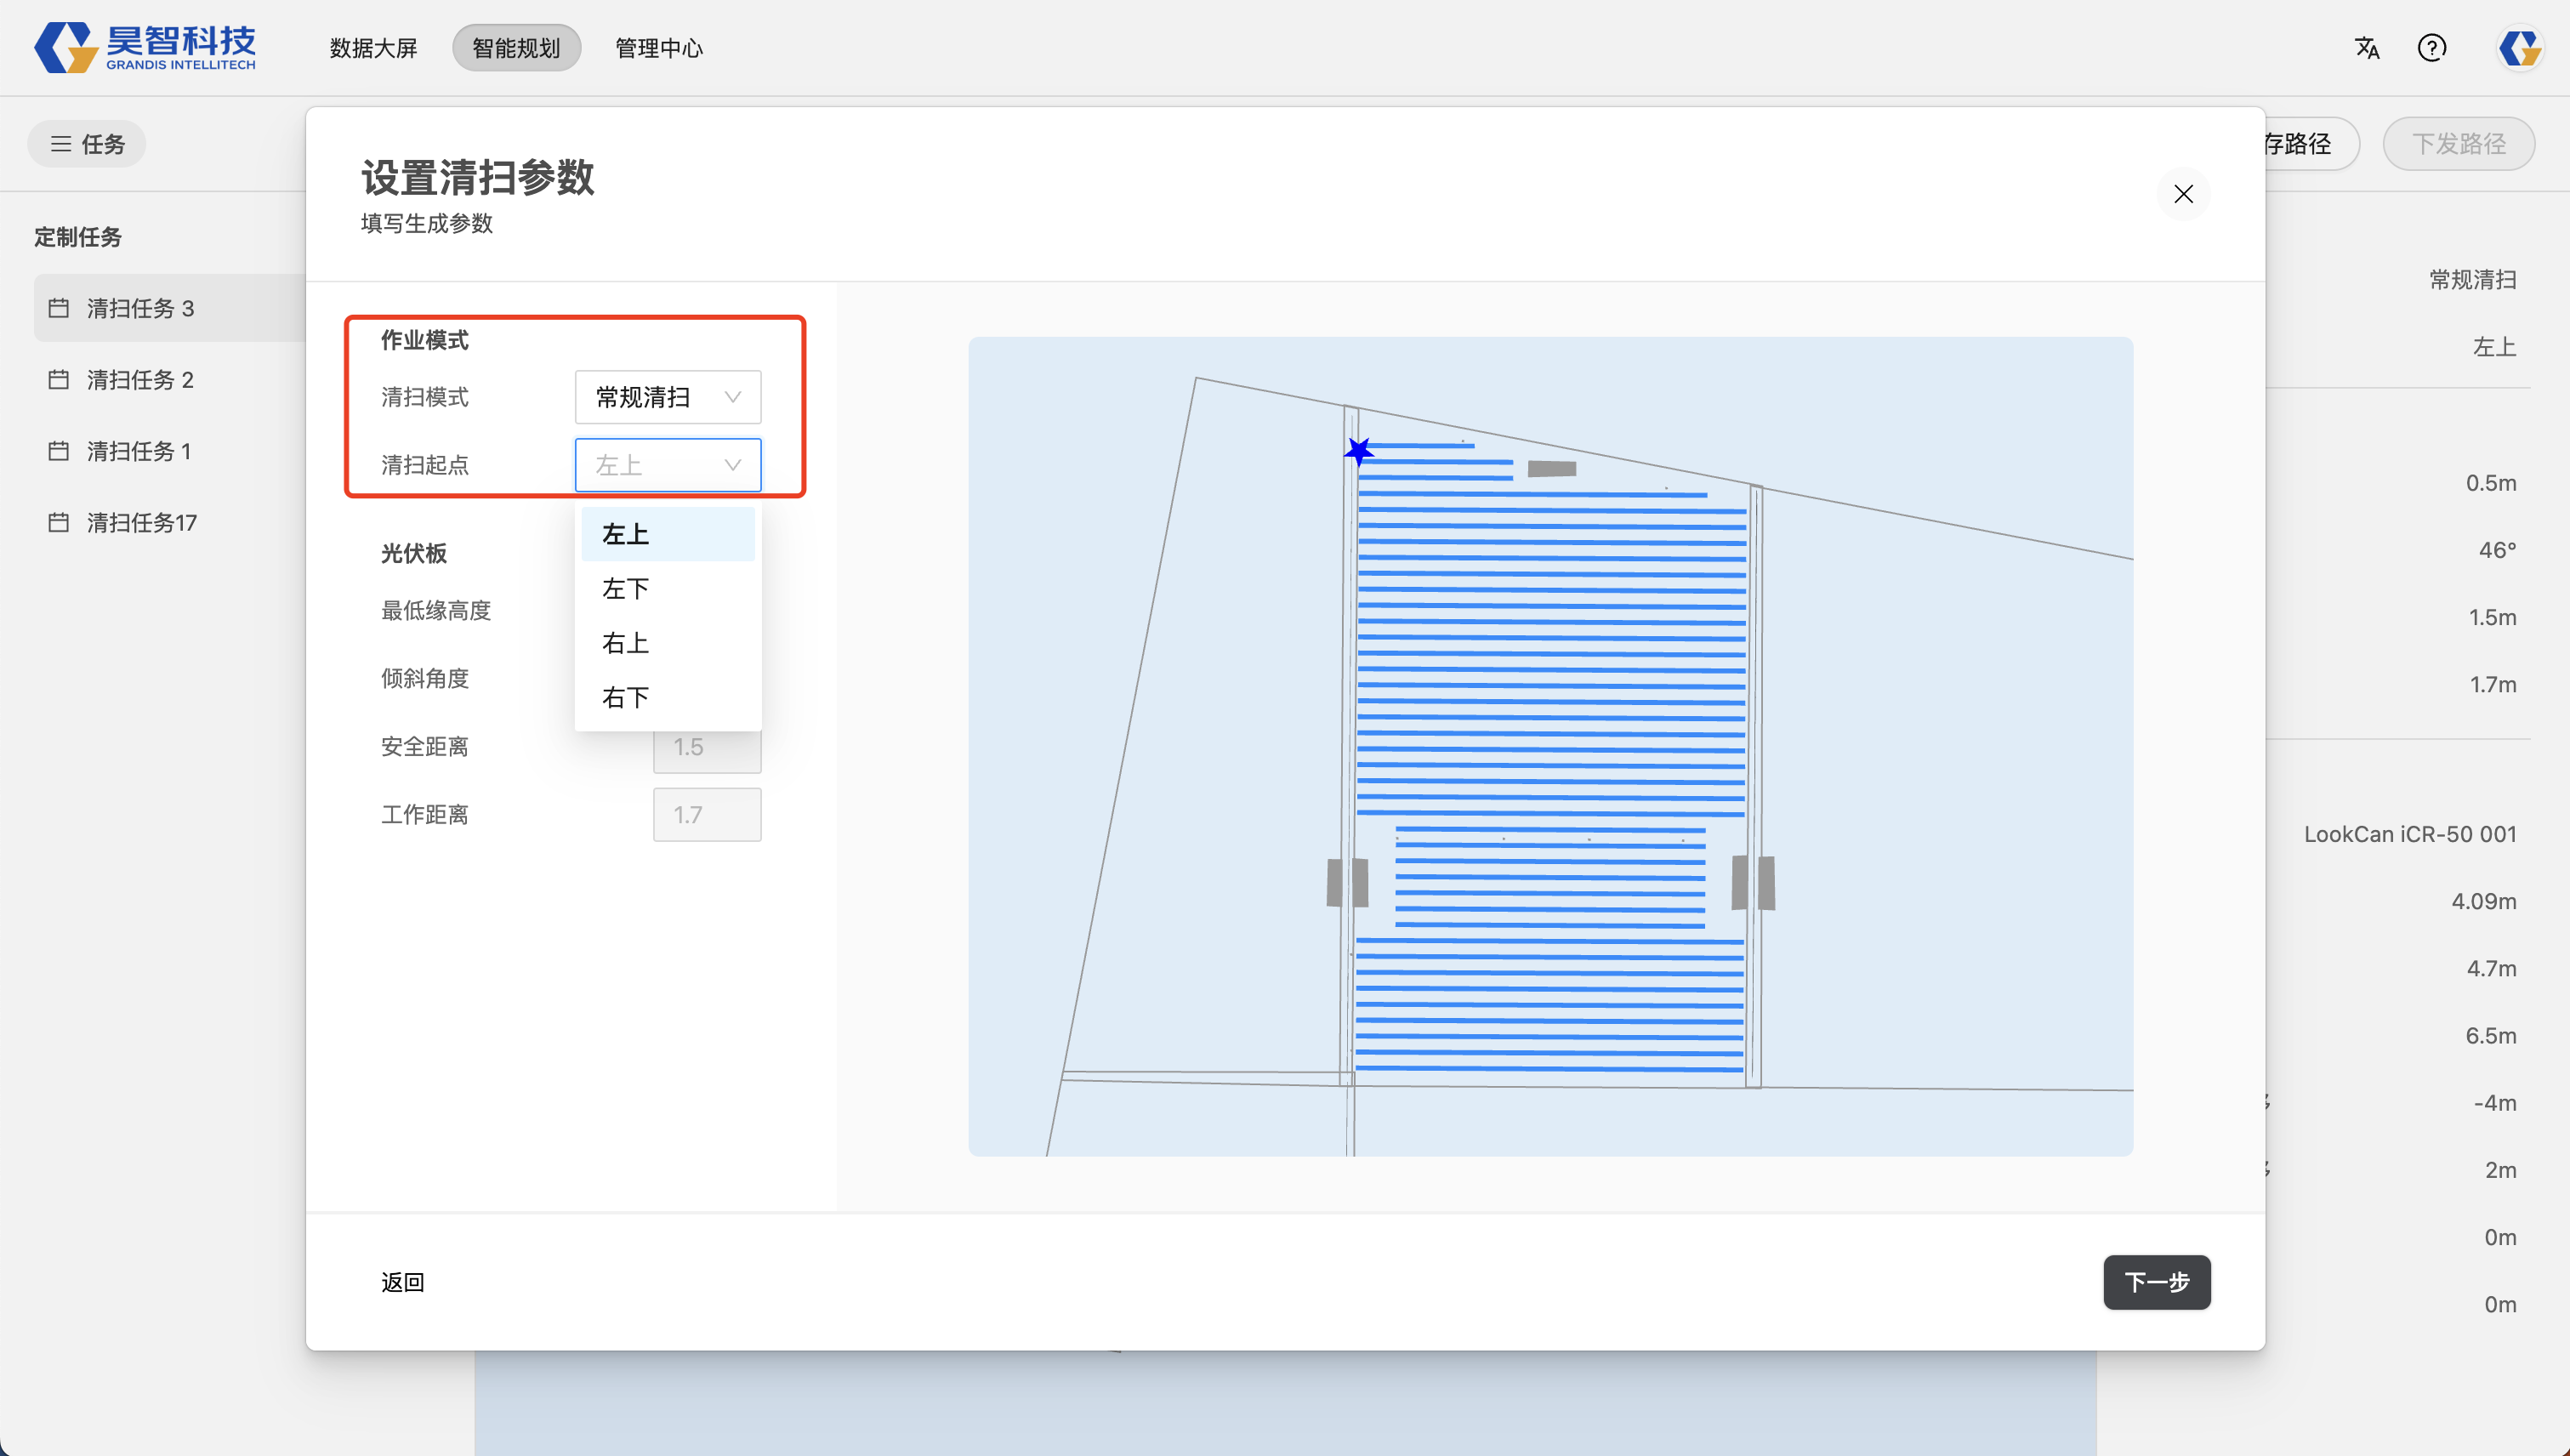 昊智科技
GRANDIS INTELLITECH
数据大屏
智能规划
管理中心
任务
存路径
下发路径
定制任务
清扫任务 3
清扫任务 2
清扫任务 1
清扫任务17
设置清扫参数
填写生成参数
作业模式
清扫模式
常规清扫
清扫起点
左上
左上
左下
右上
右下
光伏板
最低缘高度
倾斜角度
安全距离
1.5
工作距离
1.7
返回
下一步
常规清扫
左上
0.5m
46°
1.5m
1.7m
LookCan iCR-50 001
4.09m
4.7m
6.5m
-4m
2m
0m
0m